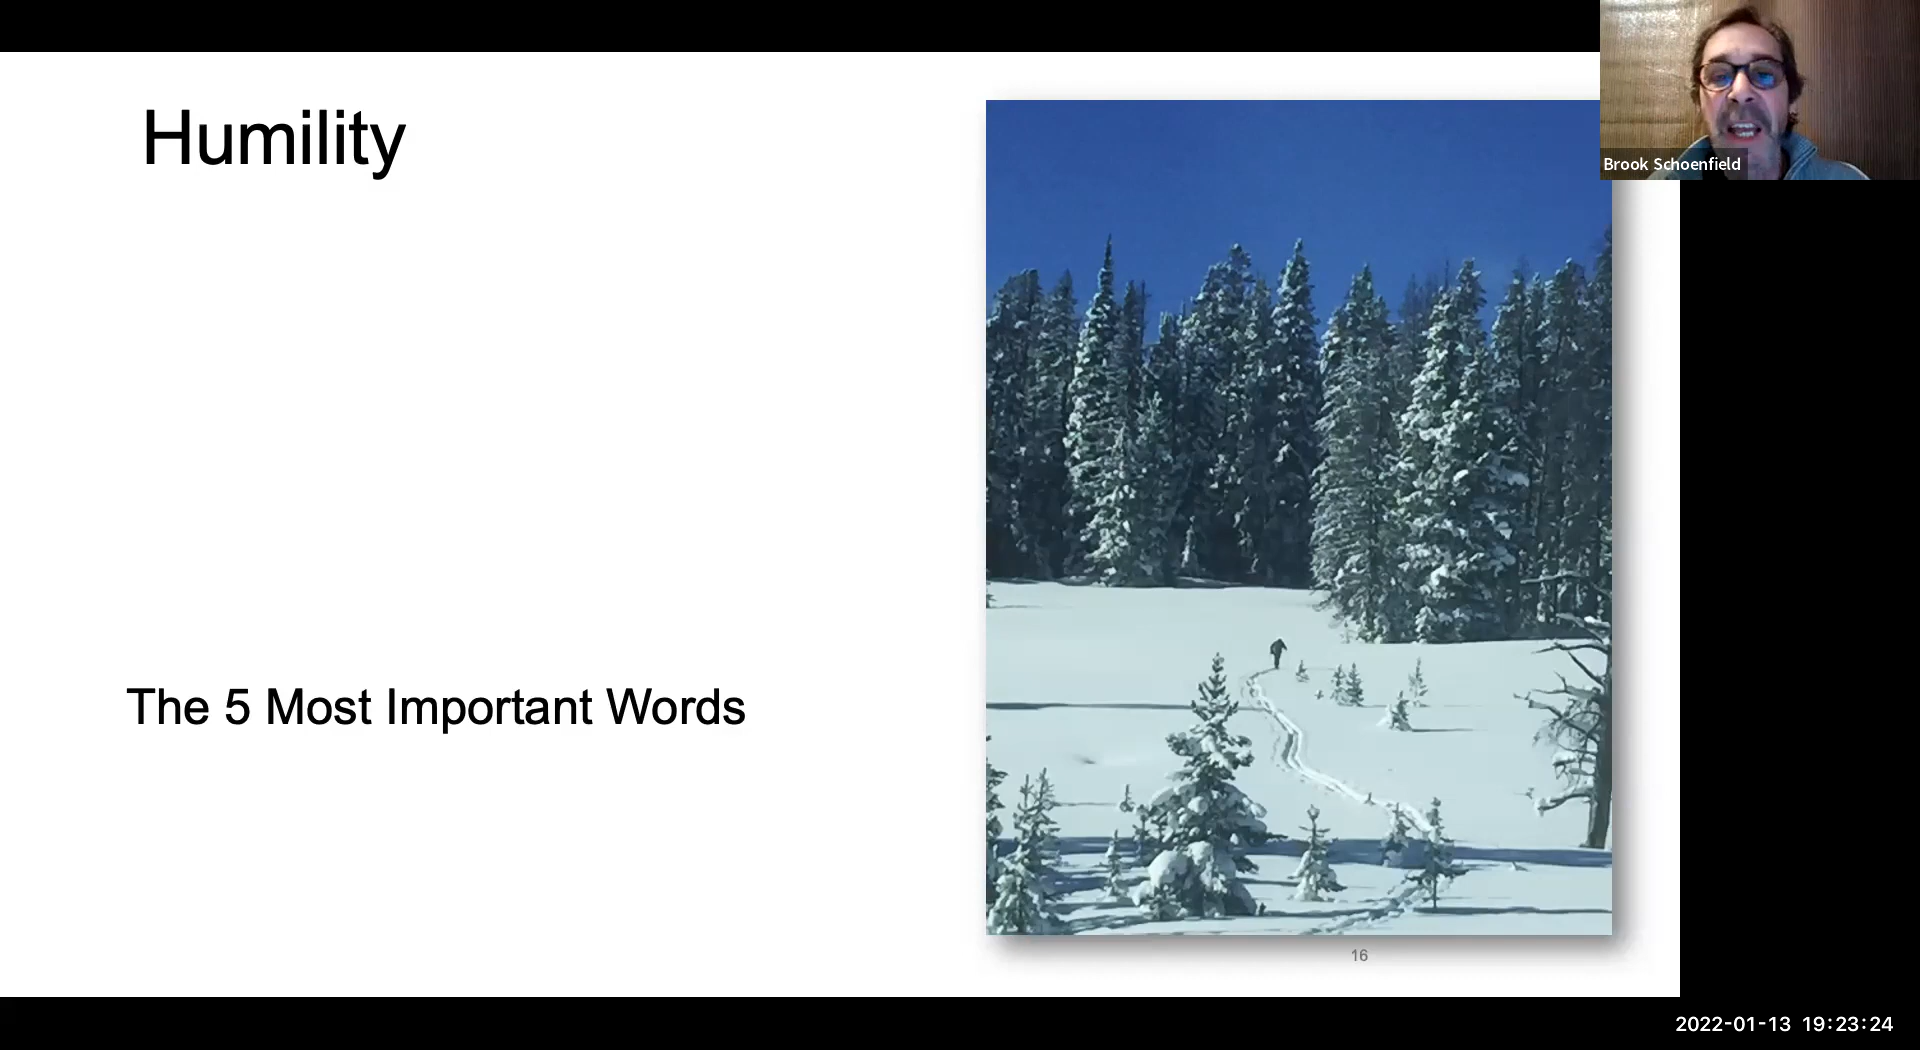 Humility
Brook Schoenfield
The 5 Most Important Words
16
2022-01-13 19:23:24